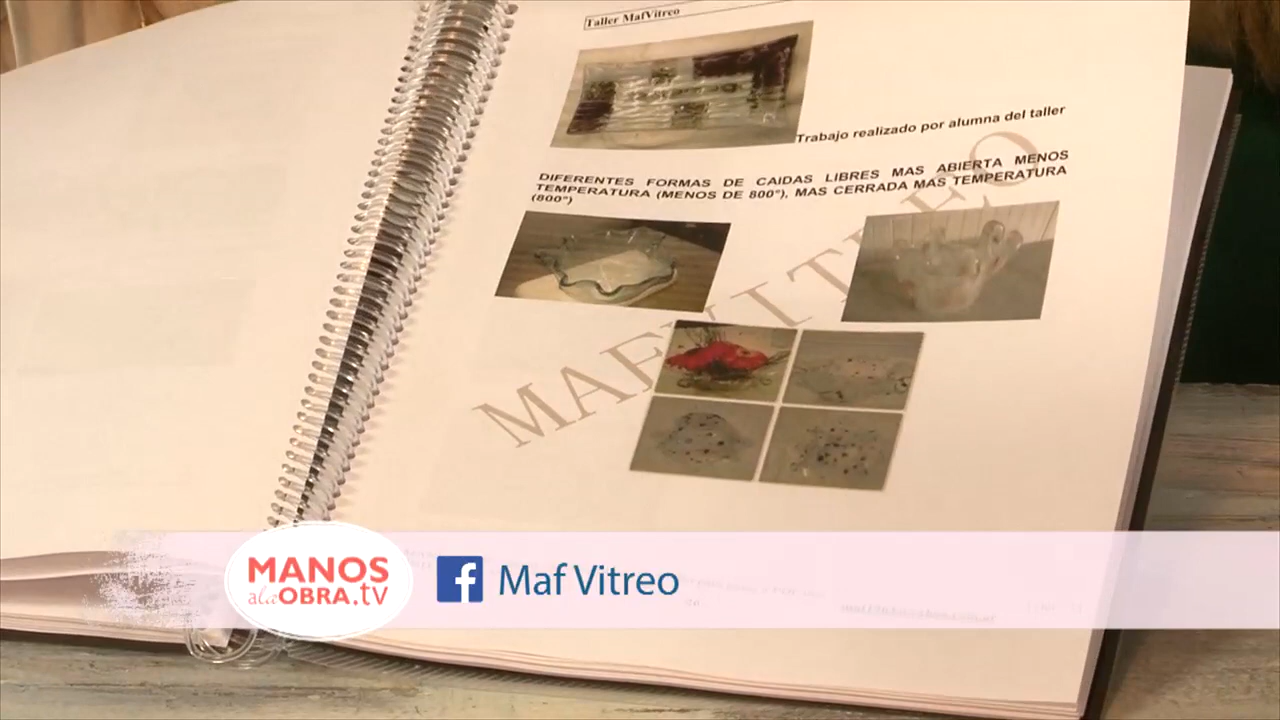 Taller MafVitreo
Trabajo realizado por alumna del taller
DIFERENTES FORMAS DE CAIDAS LIBRES MAS ABIERTA MENOS
TEMPERATURA (MENOS DE 800°), MAS CERRADA MAS TEMPERATURA
(800°)
MAFVITREO
MANOS
a la OBRA.TV
Maf Vitreo